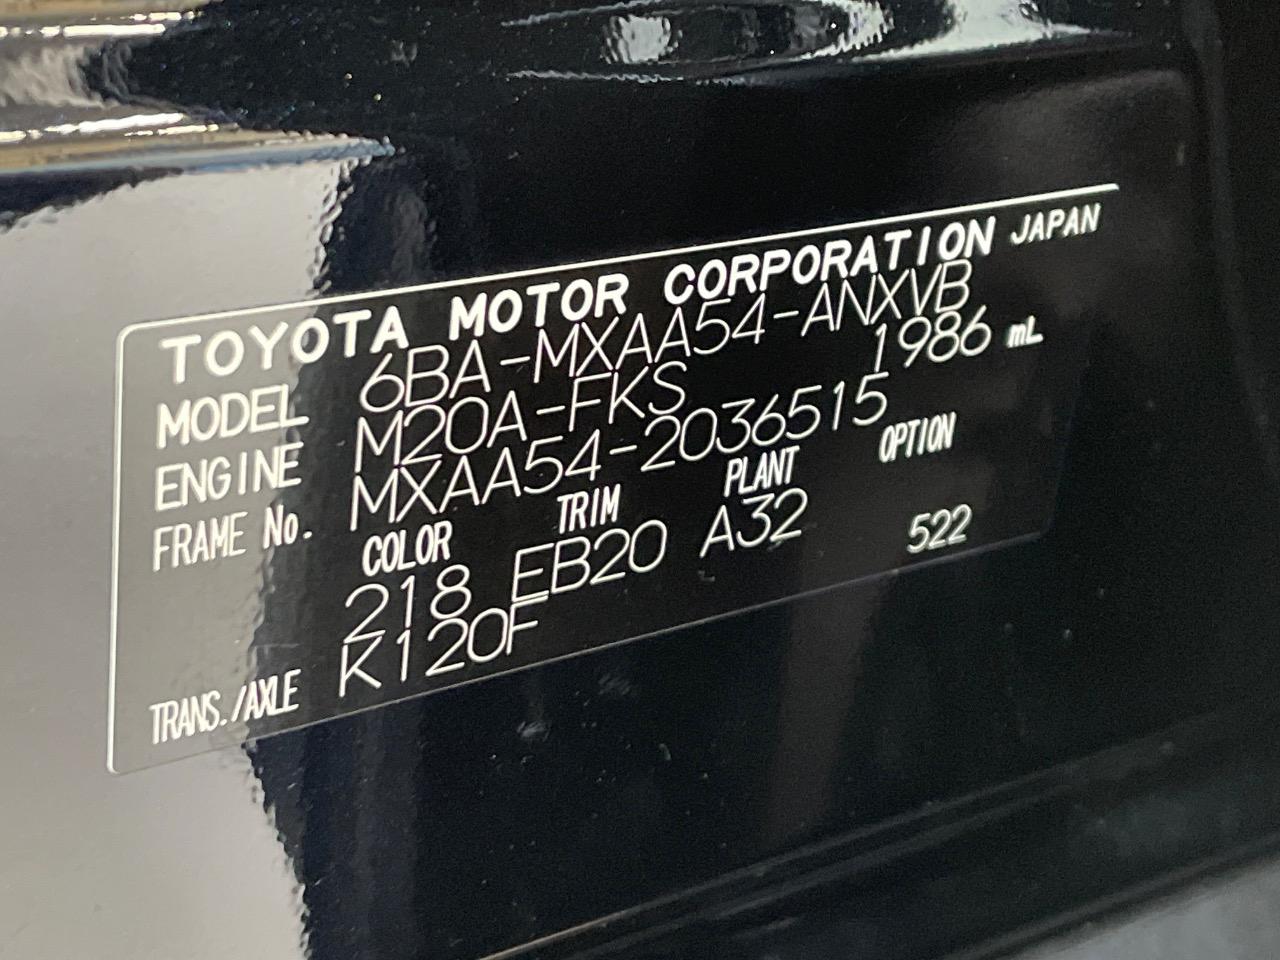 TOYOTA MOTOR CORPORATION JAPAN
MODEL 6BA-MXAA54-ANXVB
ENGINE M20A-FKS 1986 mL
FRAME No. MXAA54-2036515
COLOR TRIM PLANT OPTION
218 EB20 A32 522
TRANS./AXLE K120F